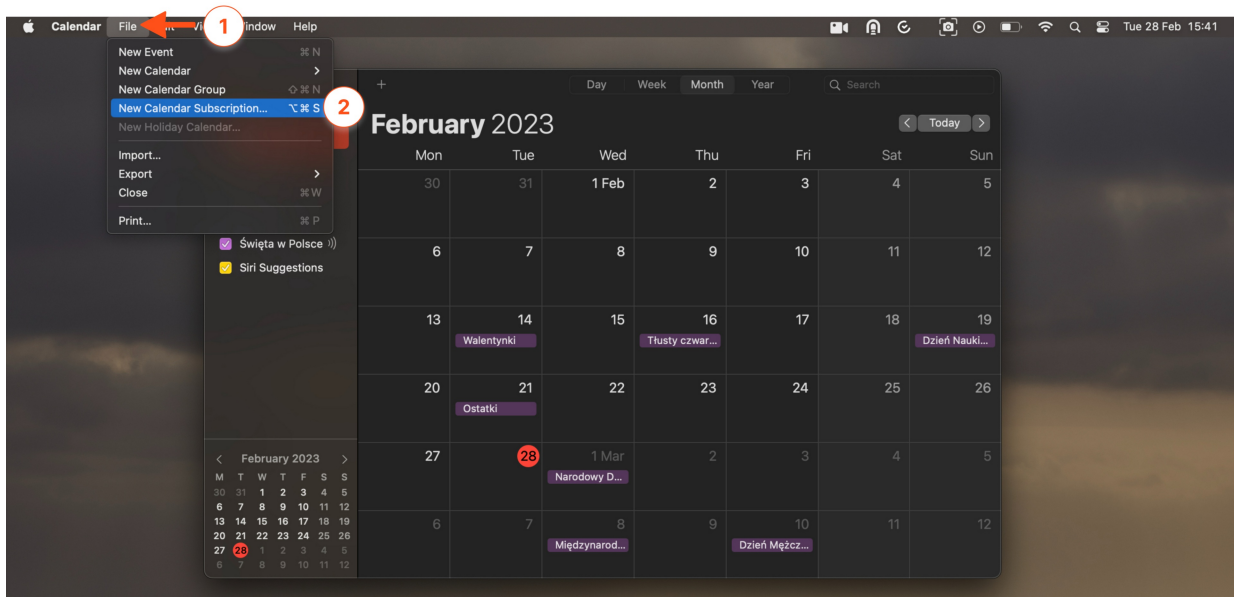 Calendar File Window Help Tue 28 Feb 15:41
1
New Event ⌘ N
New Calendar >
New Calendar Group ⇧ ⌘ N
New Calendar Subscription... ⌥ ⌘ S
2
New Holiday Calendar...
Import...
Export >
Close ⌘ W
Print... ⌘ P
Święta w Polsce
Siri Suggestions
< February 2023 >
M T W T F S S
30 31 1 2 3 4 5
6 7 8 9 10 11 12
13 14 15 16 17 18 19
20 21 22 23 24 25 26
27 28 1 2 3 4 5
6 7 8 9 10 11 12
+ Day Week Month Year Search
February 2023 < Today >
Mon Tue Wed Thu Fri Sat Sun
30 31 1 Feb 2 3 4 5
6 7 8 9 10 11 12
13 14 15 16 17 18 19
Walentynki Tłusty czwar... Dzień Nauki...
20 21 22 23 24 25 26
Ostatki
27 28 1 Mar 2 3 4 5
Narodowy D...
6 7 8 9 10 11 12
Międzynarod... Dzień Mężcz...